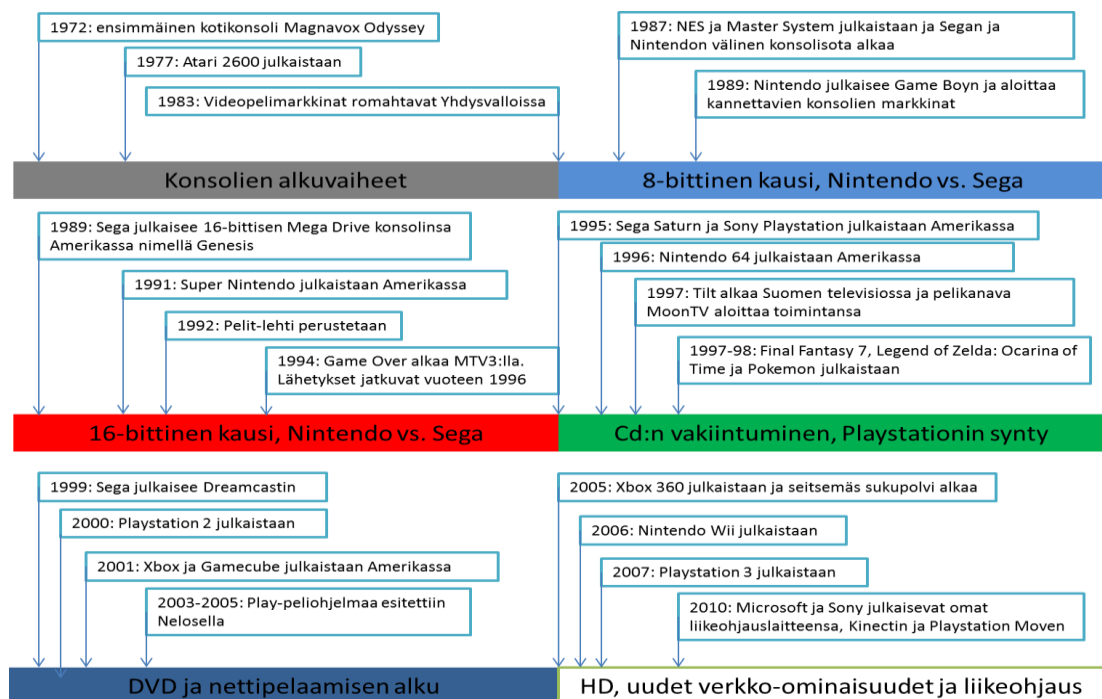 1972: ensimmäinen kotikonsoli Magnavox Odyssey
1977: Atari 2600 julkaistaan
1983: Videopelimarkkinat romahtavat Yhdysvalloissa
Konsolien alkuvaiheet
1987: NES ja Master System julkaistaan ja Segan ja
Nintendon välinen konsolisota alkaa
1989: Nintendo julkaisee Game Boyn ja aloittaa
kannettavien konsolien markkinat
8-bittinen kausi, Nintendo vs. Sega
1989: Sega julkaisee 16-bittisen Mega Drive konsolinsa
Amerikassa nimellä Genesis
1991: Super Nintendo julkaistaan Amerikassa
1992: Pelit-lehti perustetaan
1994: Game Over alkaa MTV3:lla.
Lähetykset jatkuvat vuoteen 1996
16-bittinen kausi, Nintendo vs. Sega
1995: Sega Saturn ja Sony Playstation julkaistaan Amerikassa
1996: Nintendo 64 julkaistaan Amerikassa
1997: Tilt alkaa Suomen televisiossa ja pelikanava
MoonTV aloittaa toimintansa
1997-98: Final Fantasy 7, Legend of Zelda: Ocarina of
Time ja Pokemon julkaistaan
Cd:n vakiintuminen, Playstationin synty
1999: Sega julkaisee Dreamcastin
2000: Playstation 2 julkaistaan
2001: Xbox ja Gamecube julkaistaan Amerikassa
2003-2005: Play-peliohjelmaa esitettiin
Nelosella
DVD ja nettipelaamisen alku
2005: Xbox 360 julkaistaan ja seitsemäs sukupolvi alkaa
2006: Nintendo Wii julkaistaan
2007: Playstation 3 julkaistaan
2010: Microsoft ja Sony julkaisevat omat
liikeohjauslaitteensa, Kinectin ja Playstation Moven
HD, uudet verkko-ominaisuudet ja liikeohjaus